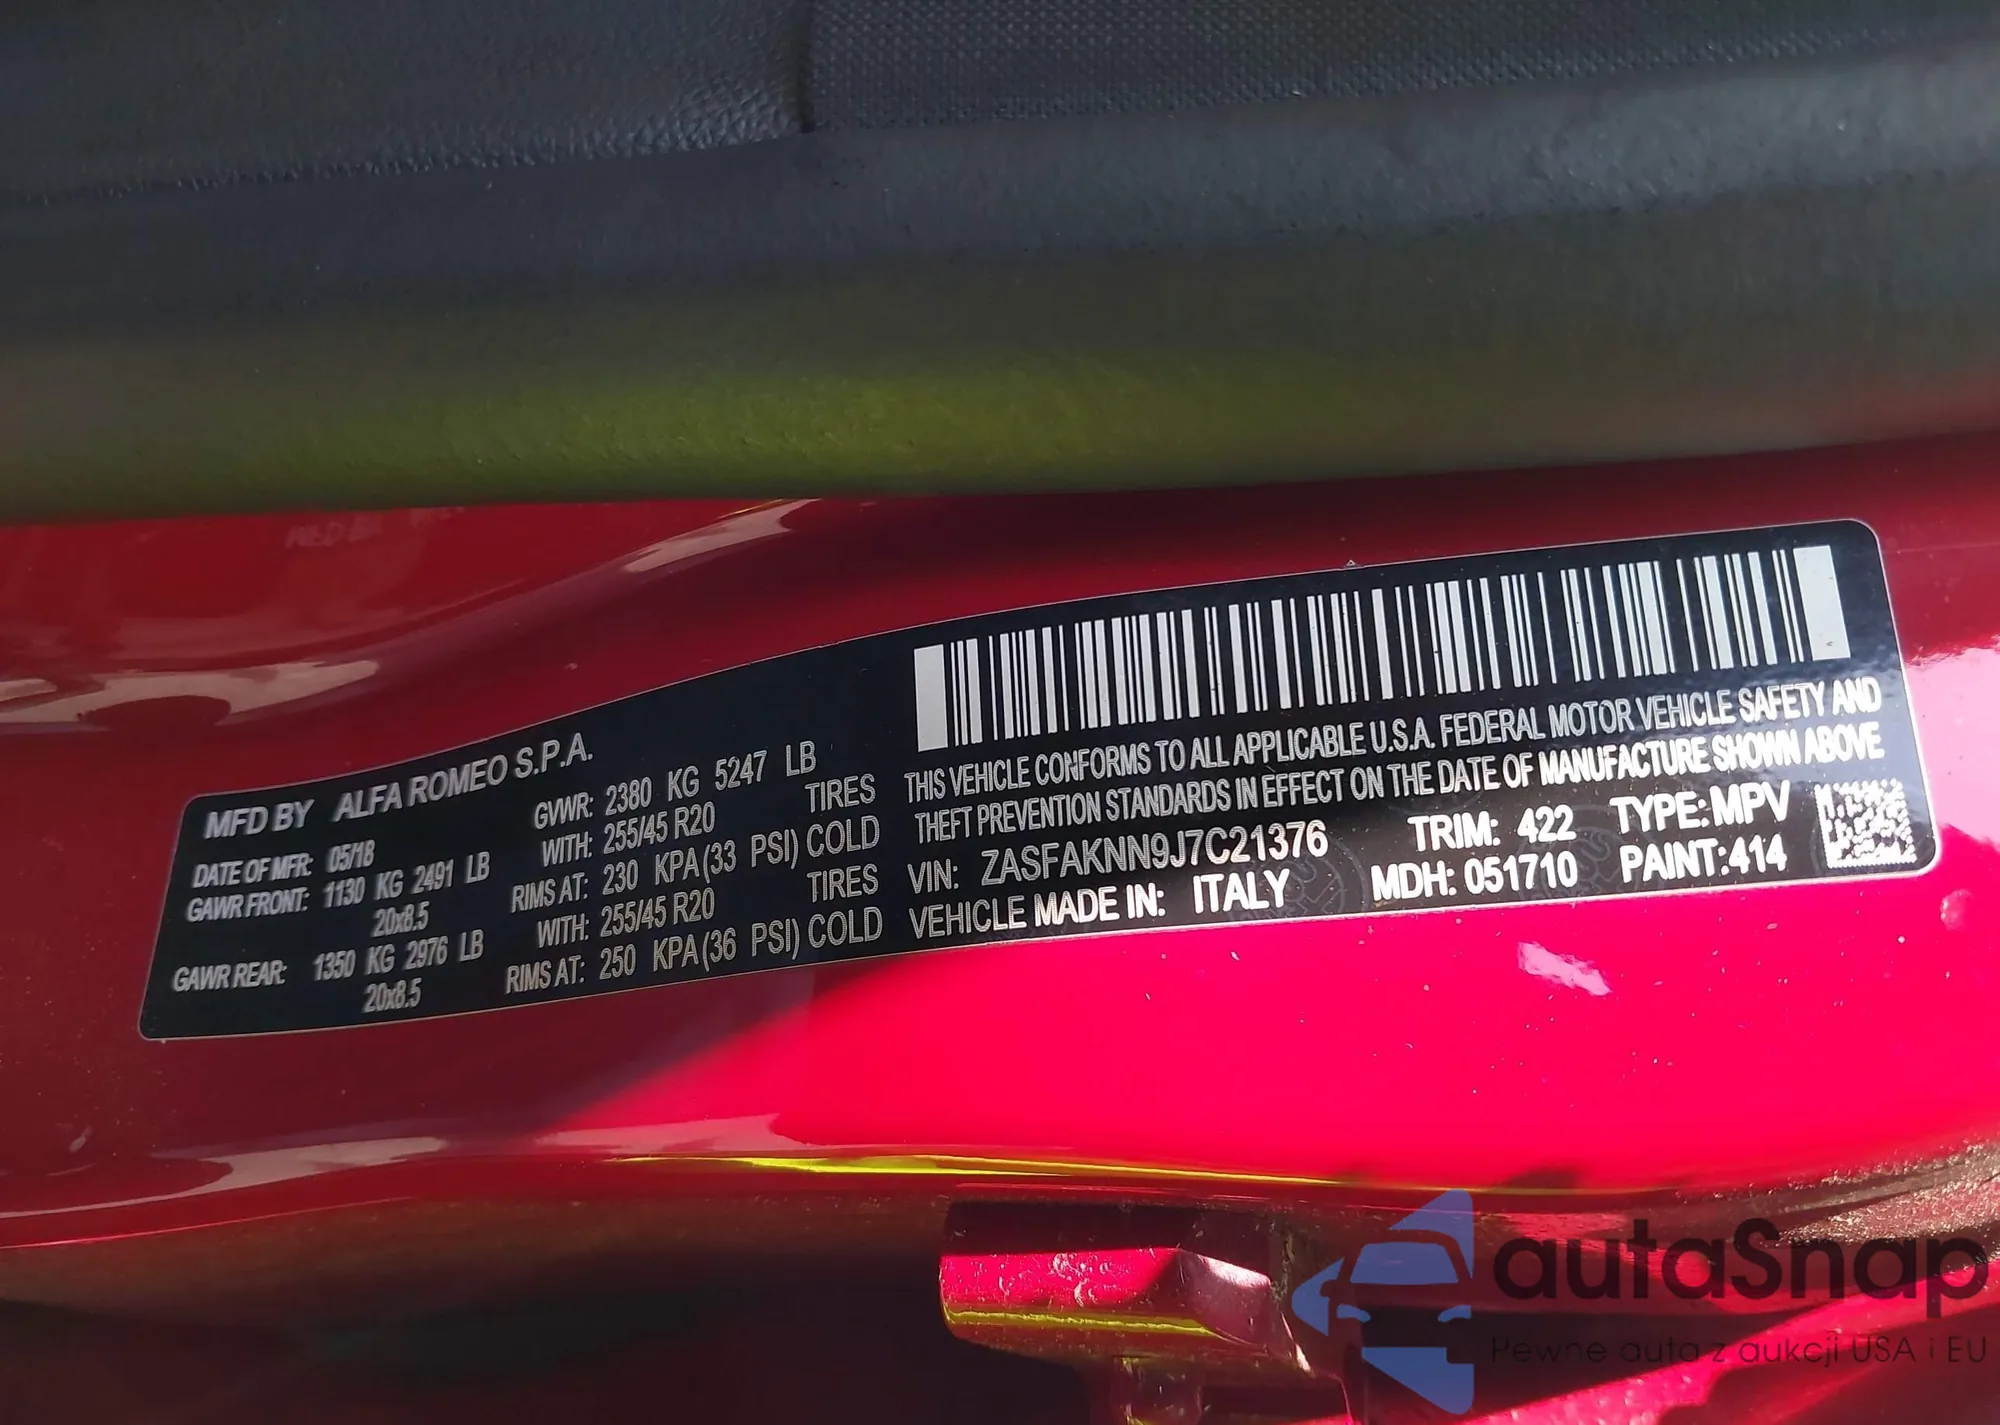 MFD BY ALFA ROMEO S.P.A.
DATE OF MFR: 05/18 GVWR: 2380 KG 5247 LB
GAWR FRONT: 1130 KG 2491 LB WITH: 255/45 R20 TIRES
20x8.5 RIMS AT: 230 KPA (33 PSI) COLD
GAWR REAR: 1350 KG 2976 LB WITH: 255/45 R20 TIRES
20x8.5 RIMS AT: 250 KPA (36 PSI) COLD
THIS VEHICLE CONFORMS TO ALL APPLICABLE U.S.A. FEDERAL MOTOR VEHICLE SAFETY AND
THEFT PREVENTION STANDARDS IN EFFECT ON THE DATE OF MANUFACTURE SHOWN ABOVE
VIN: ZASFAKNN9J7C21376 TRIM: 422 TYPE: MPV
VEHICLE MADE IN: ITALY MDH: 051710 PAINT: 414
autaSnap
Pewne auta z aukcji USA i EU